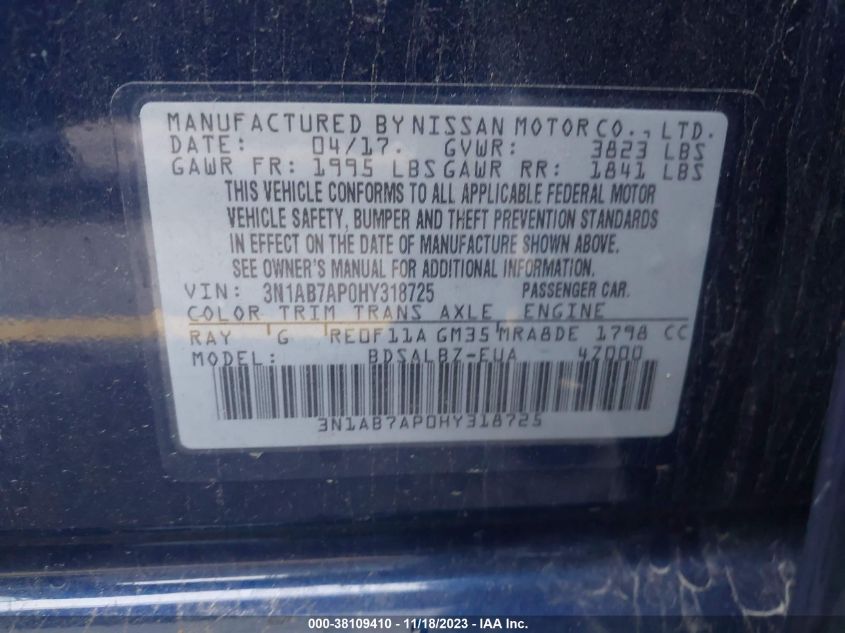 MANUFACTURED BY NISSAN MOTOR CO., LTD.
DATE: 04/17. GVWR: 3823 LBS
GAWR FR: 1995 LBS GAWR RR: 1841 LBS
THIS VEHICLE CONFORMS TO ALL APPLICABLE FEDERAL MOTOR
VEHICLE SAFETY, BUMPER AND THEFT PREVENTION STANDARDS
IN EFFECT ON THE DATE OF MANUFACTURE SHOWN ABOVE.
SEE OWNER'S MANUAL FOR ADDITIONAL INFORMATION.
VIN: 3N1AB7AP0HY318725 PASSENGER CAR.
COLOR TRIM TRANS AXLE ENGINE
RAY G RE0F11A GM35 MRA8DE 1798 CC
MODEL: BDSALBZ-EUA 4Z000
3N1AB7AP0HY318725
000-38109410 - 11/18/2023 - IAA Inc.